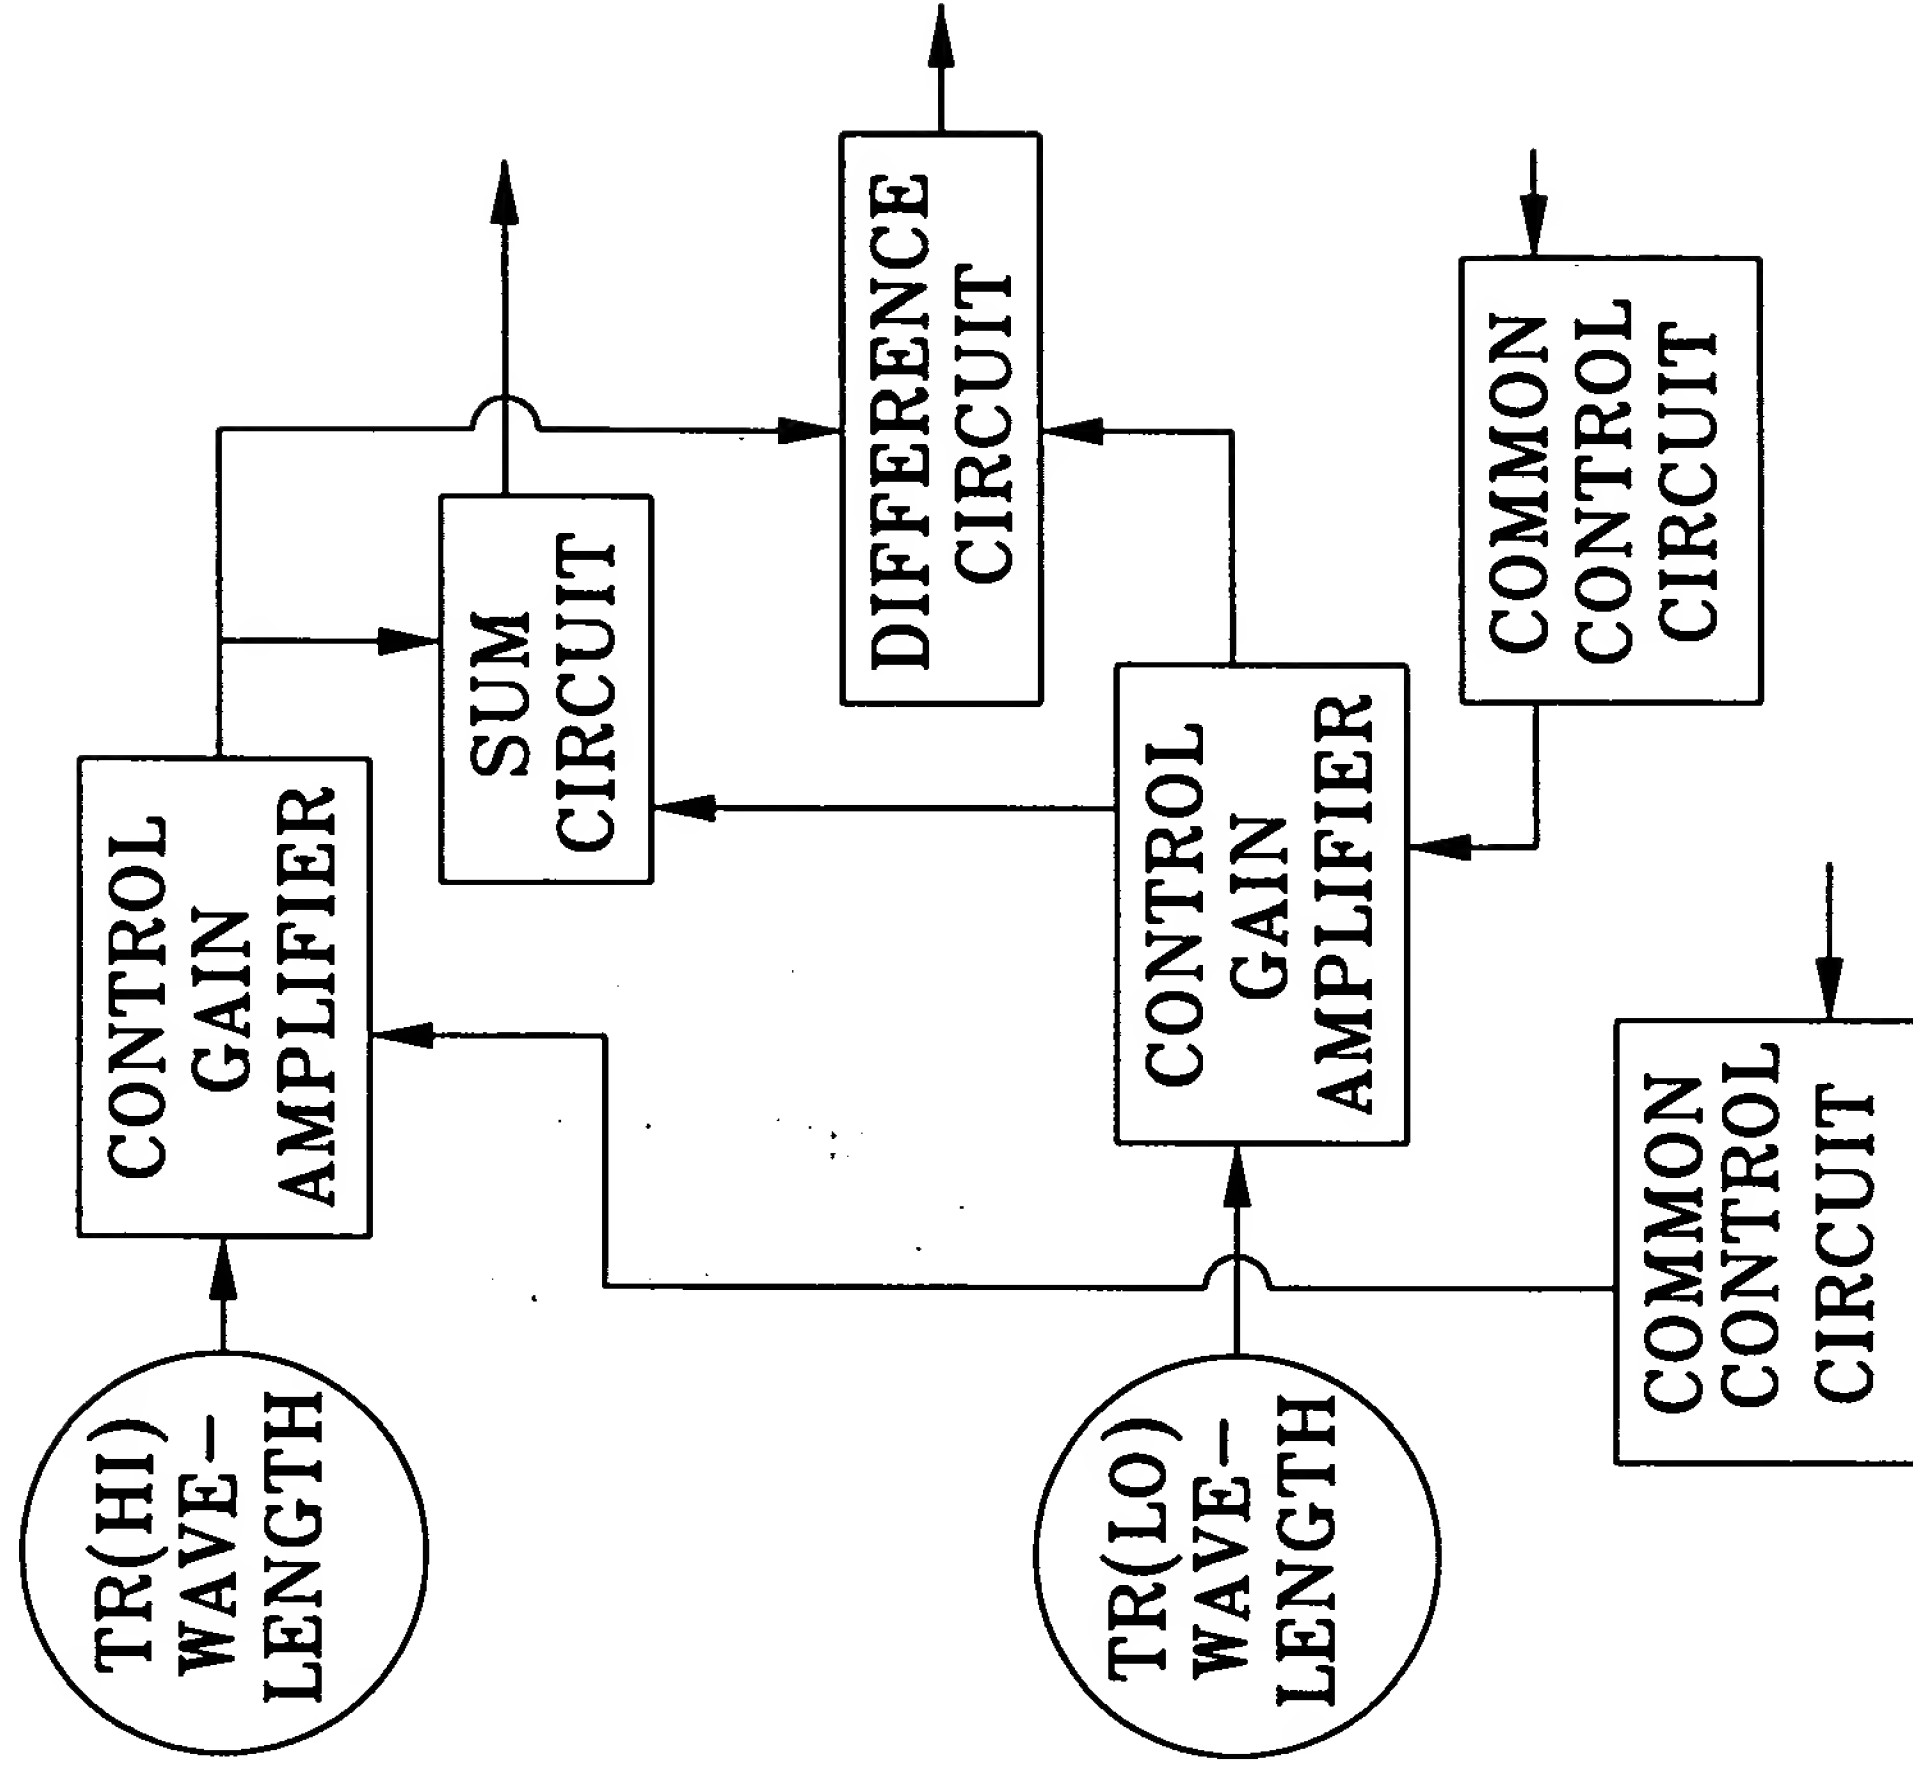 TR(HI)
WAVE-
LENGTH
CONTROL
GAIN
AMPLIFIER
SUM
CIRCUIT
DIFFERENCE
CIRCUIT
TR(LO)
WAVE-
LENGTH
CONTROL
GAIN
AMPLIFIER
COMMON
CONTROL
CIRCUIT
COMMON
CONTROL
CIRCUIT